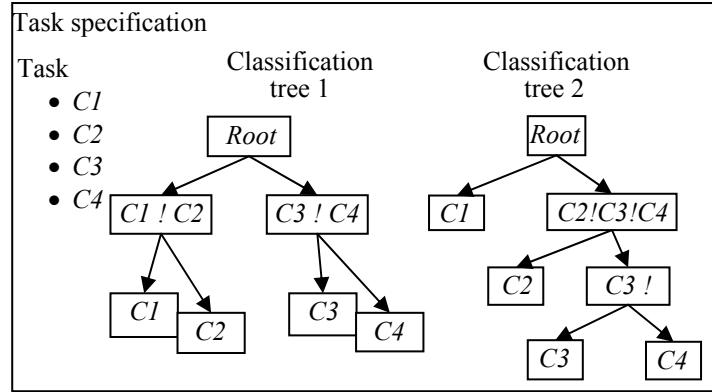 Task specification
Task
• C1
• C2
• C3
• C4
Classification
tree 1
Root
C1 ! C2
C3 ! C4
C1
C2
C3
C4
Classification
tree 2
Root
C1
C2!C3!C4
C2
C3 !
C3
C4